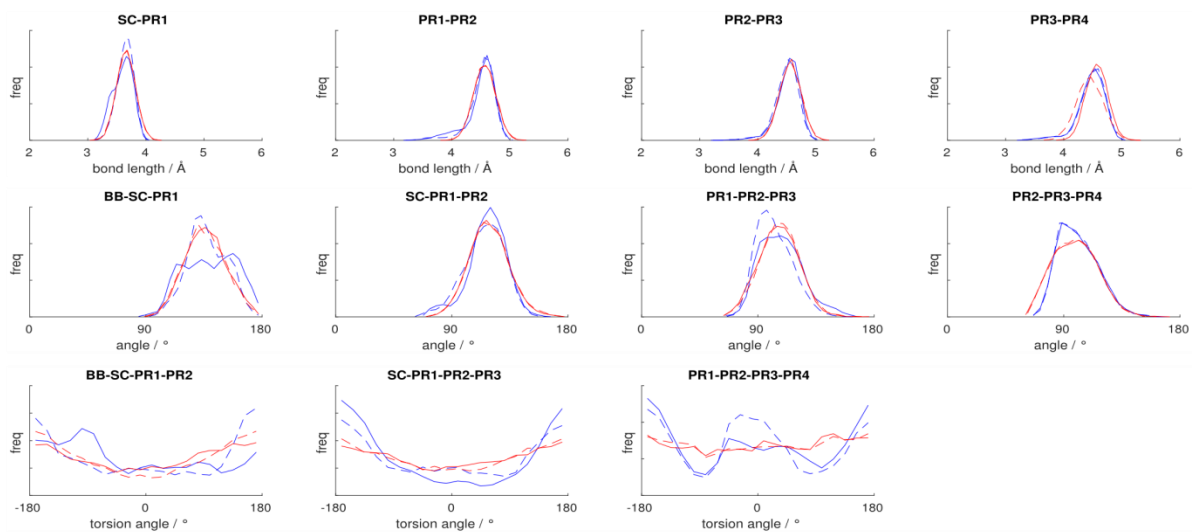 SC-PR1 PR1-PR2 PR2-PR3 PR3-PR4
freq freq freq freq
2 3 4 5 6 2 3 4 5 6 2 3 4 5 6 2 3 4 5 6
bond length / Å bond length / Å bond length / Å bond length / Å
BB-SC-PR1 SC-PR1-PR2 PR1-PR2-PR3 PR2-PR3-PR4
freq freq freq freq
0 90 180 0 90 180 0 90 180 0 90 180
angle / º angle / º angle / º angle / º
BB-SC-PR1-PR2 SC-PR1-PR2-PR3 PR1-PR2-PR3-PR4
freq freq freq
-180 0 180 -180 0 180 -180 0 180
torsion angle / º torsion angle / º torsion angle / º